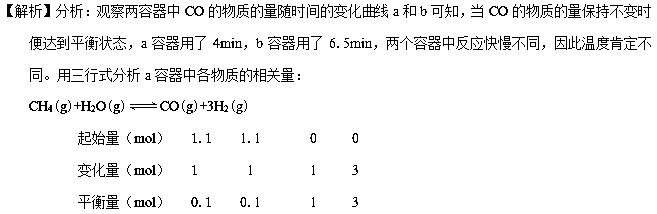 【解析】分析：观察两容器中 CO 的物质的量随时间的变化曲线 a 和 b 可知，当 CO 的物质的量保持不变时
便达到平衡状态，a 容器用了 4min，b 容器用了 6.5min，两个容器中反应快慢不同，因此温度肯定不
同。用三行式分析 a 容器中各物质的相关量：
CH₄(g)+H₂O(g)⇌CO(g)+3H₂(g)
起始量（mol） 1.1 1.1 0 0
变化量（mol） 1 1 1 3
平衡量（mol） 0.1 0.1 1 3